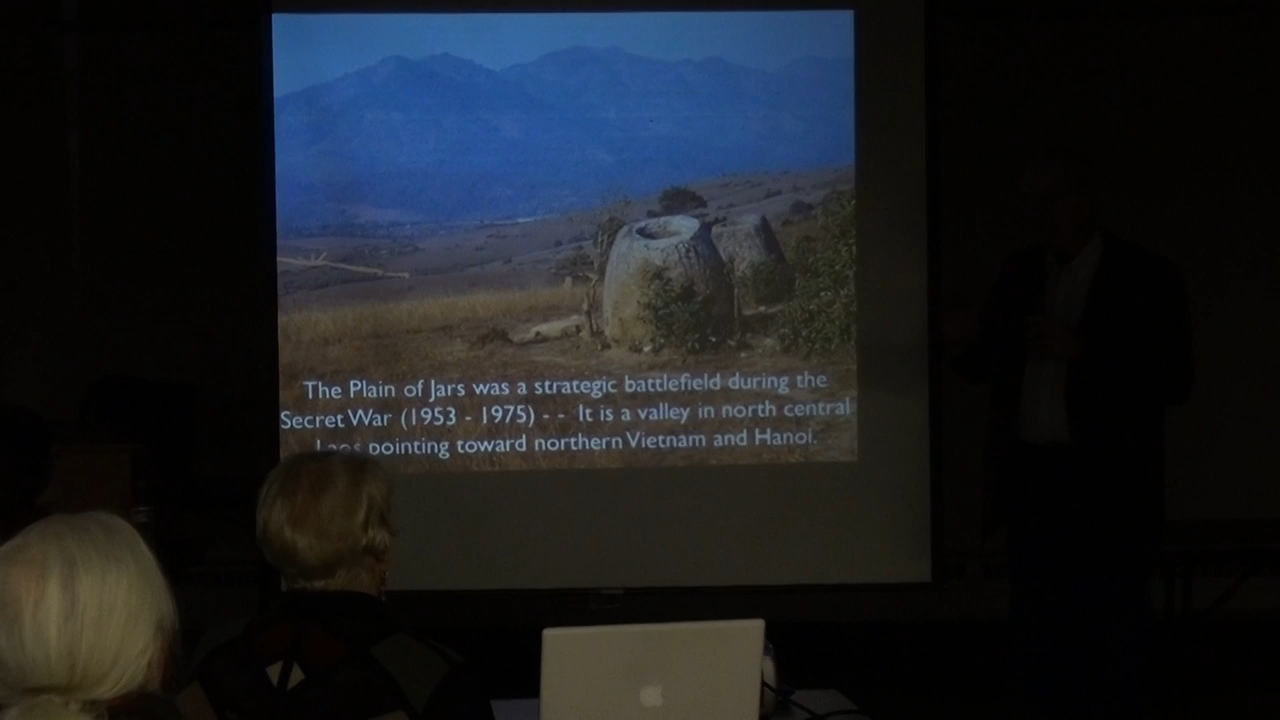 The Plain of Jars was a strategic battlefield during the
Secret War (1953 - 1975) - - It is a valley in north central
Laos pointing toward northern Vietnam and Hanoi.